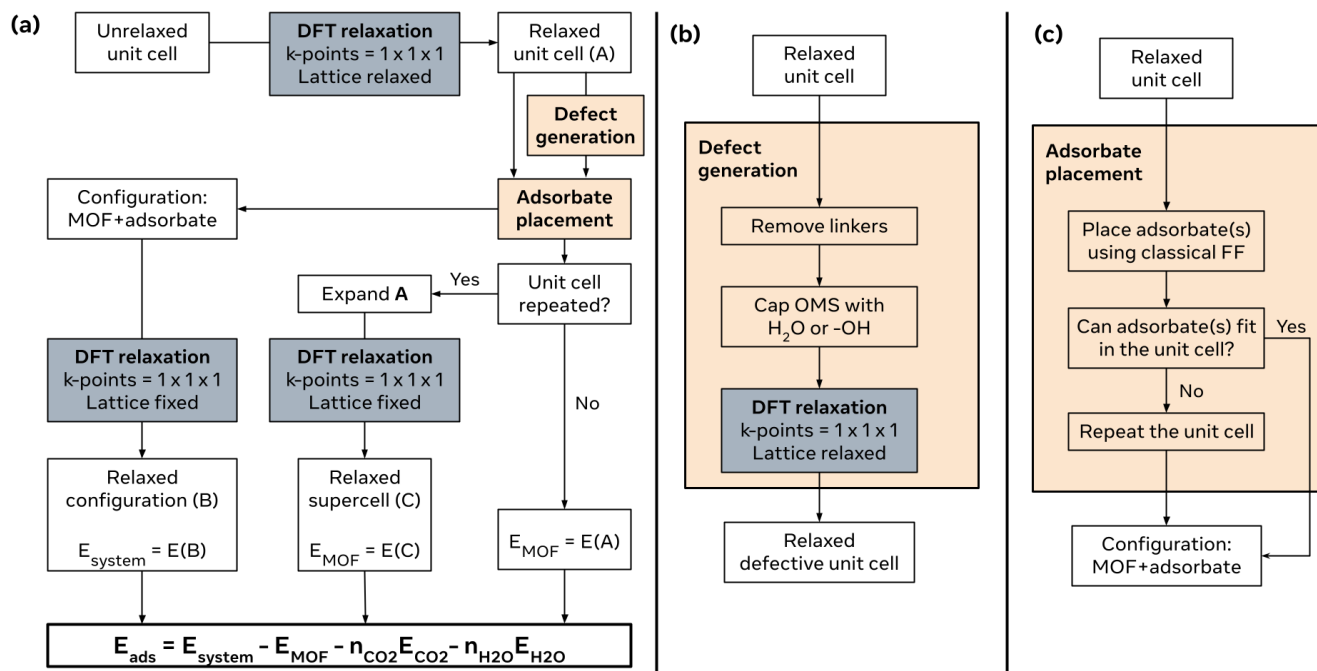 (a)
Unrelaxed
unit cell
DFT relaxation
k-points = 1 x 1 x 1
Lattice relaxed
Relaxed
unit cell (A)
Defect
generation
Configuration:
MOF+adsorbate
Adsorbate
placement
Expand A
Yes
Unit cell
repeated?
DFT relaxation
k-points = 1 x 1 x 1
Lattice fixed
DFT relaxation
k-points = 1 x 1 x 1
Lattice fixed
No
Relaxed
configuration (B)
E_system = E(B)
Relaxed
supercell (C)
E_MOF = E(C)
E_MOF = E(A)
E_ads = E_system - E_MOF - n_CO2 E_CO2 - n_H2O E_H2O
(b)
Relaxed
unit cell
Defect
generation
Remove linkers
Cap OMS with
H₂O or -OH
DFT relaxation
k-points = 1 x 1 x 1
Lattice relaxed
Relaxed
defective unit cell
(c)
Relaxed
unit cell
Adsorbate
placement
Place adsorbate(s)
using classical FF
Can adsorbate(s) fit
in the unit cell?
Yes
No
Repeat the unit cell
Configuration:
MOF+adsorbate